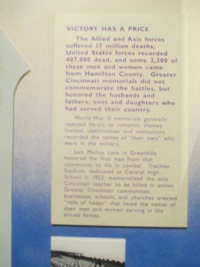 VICTORY HAS A PRICE
The Allied and Axis forces
suffered 17 million deaths;
United States forces recorded
407,000 dead, and some 2,300 of
these men and women came
from Hamilton County. Greater
Cincinnati memorials did not
commemorate the battles, but
honored the husbands and
fathers, sons and daughters who
had served their country.
World War II memorials generally
rejected heroic or romantic themes.
Instead, communities and institutions
recorded the names of "their own" who
were in the military.
Jack Molloy Lane in Greenhills
honored the first man from that
community to die in combat. Trechter
Stadium, dedicated at Central High
School in 1952, memorialized the only
Cincinnati teacher to be killed in action.
Greater Cincinnati communities,
businesses, schools, and churches erected
"rolls of honor" that listed the names of
their men and women serving in the
armed forces.